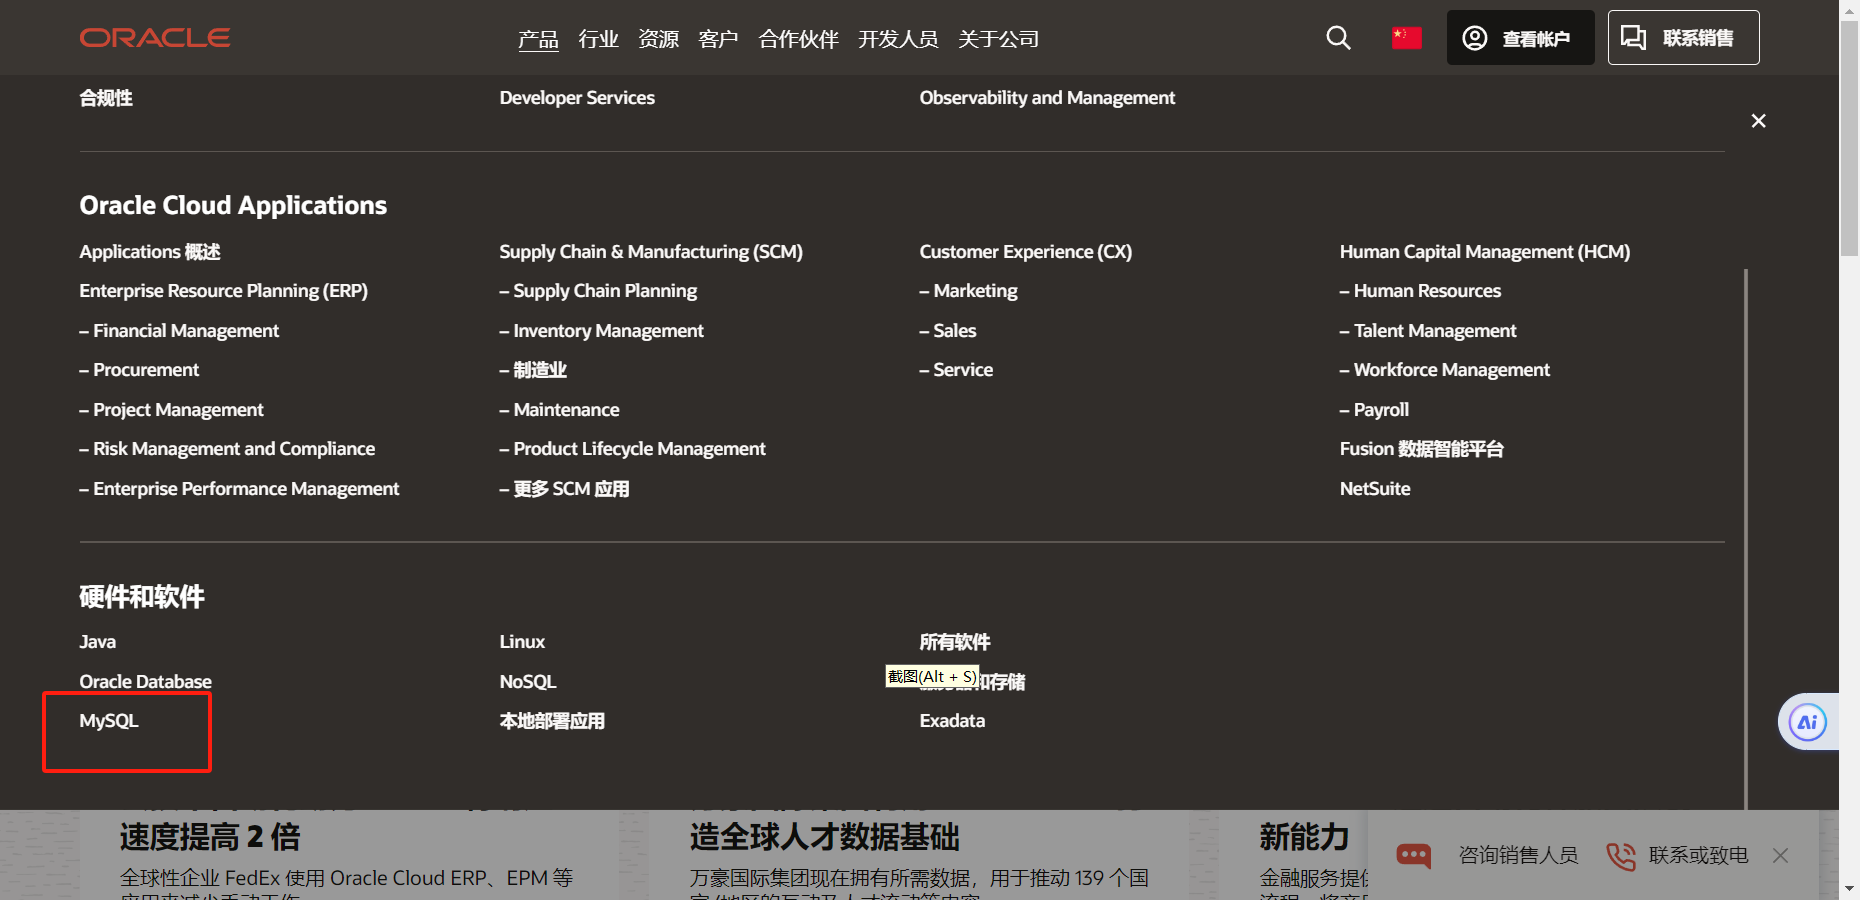 ORACLE
产品 行业 资源 客户 合作伙伴 开发人员 关于公司
查看帐户
联系销售
合规性
Developer Services
Observability and Management
Oracle Cloud Applications
Applications 概述
Enterprise Resource Planning (ERP)
– Financial Management
– Procurement
– Project Management
– Risk Management and Compliance
– Enterprise Performance Management
Supply Chain & Manufacturing (SCM)
– Supply Chain Planning
– Inventory Management
– 制造业
– Maintenance
– Product Lifecycle Management
– 更多 SCM 应用
Customer Experience (CX)
– Marketing
– Sales
– Service
Human Capital Management (HCM)
– Human Resources
– Talent Management
– Workforce Management
– Payroll
Fusion 数据智能平台
NetSuite
硬件和软件
Java
Oracle Database
MySQL
Linux
NoSQL
本地部署应用
所有软件
截图(Alt + S)
和存储
Exadata
Ai
速度提高 2 倍
全球性企业 FedEx 使用 Oracle Cloud ERP、EPM 等
造全球人才数据基础
万豪国际集团现在拥有所需数据，用于推动 139 个国
新能力
金融服务提
咨询销售人员
联系或致电